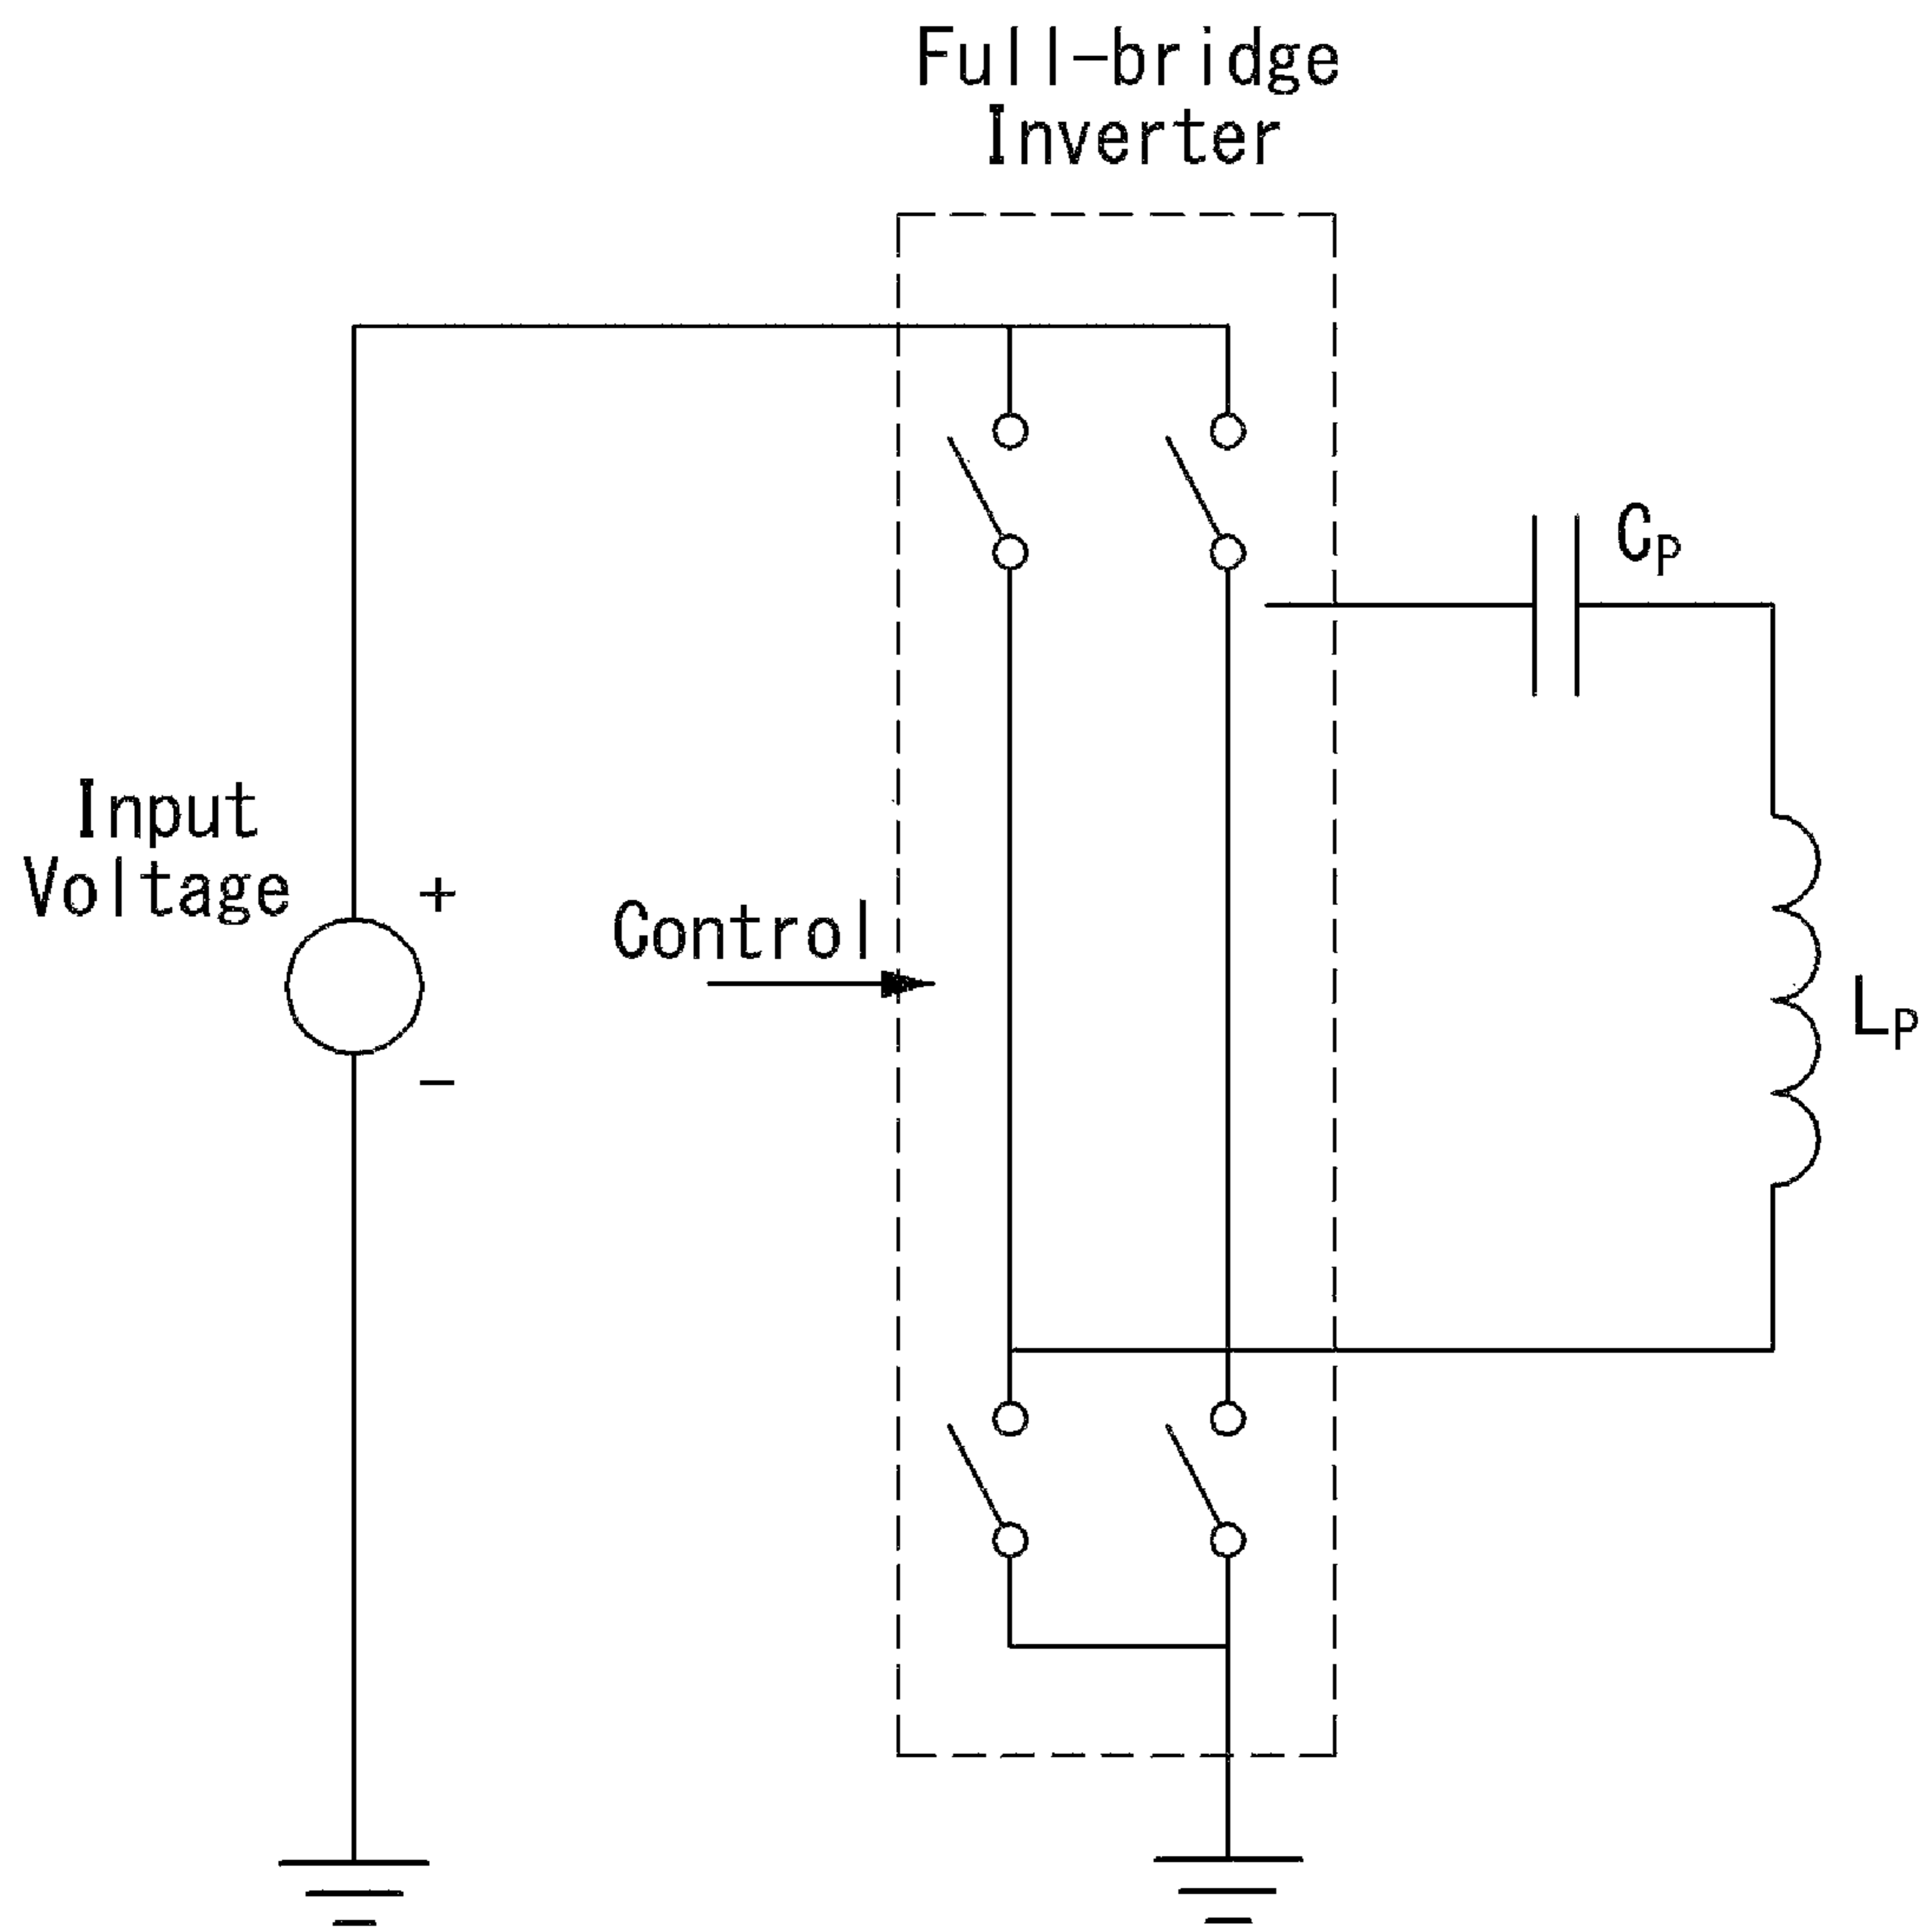 Full-bridge
Inverter
Cp
Input
Voltage
+
Control
Lp
−